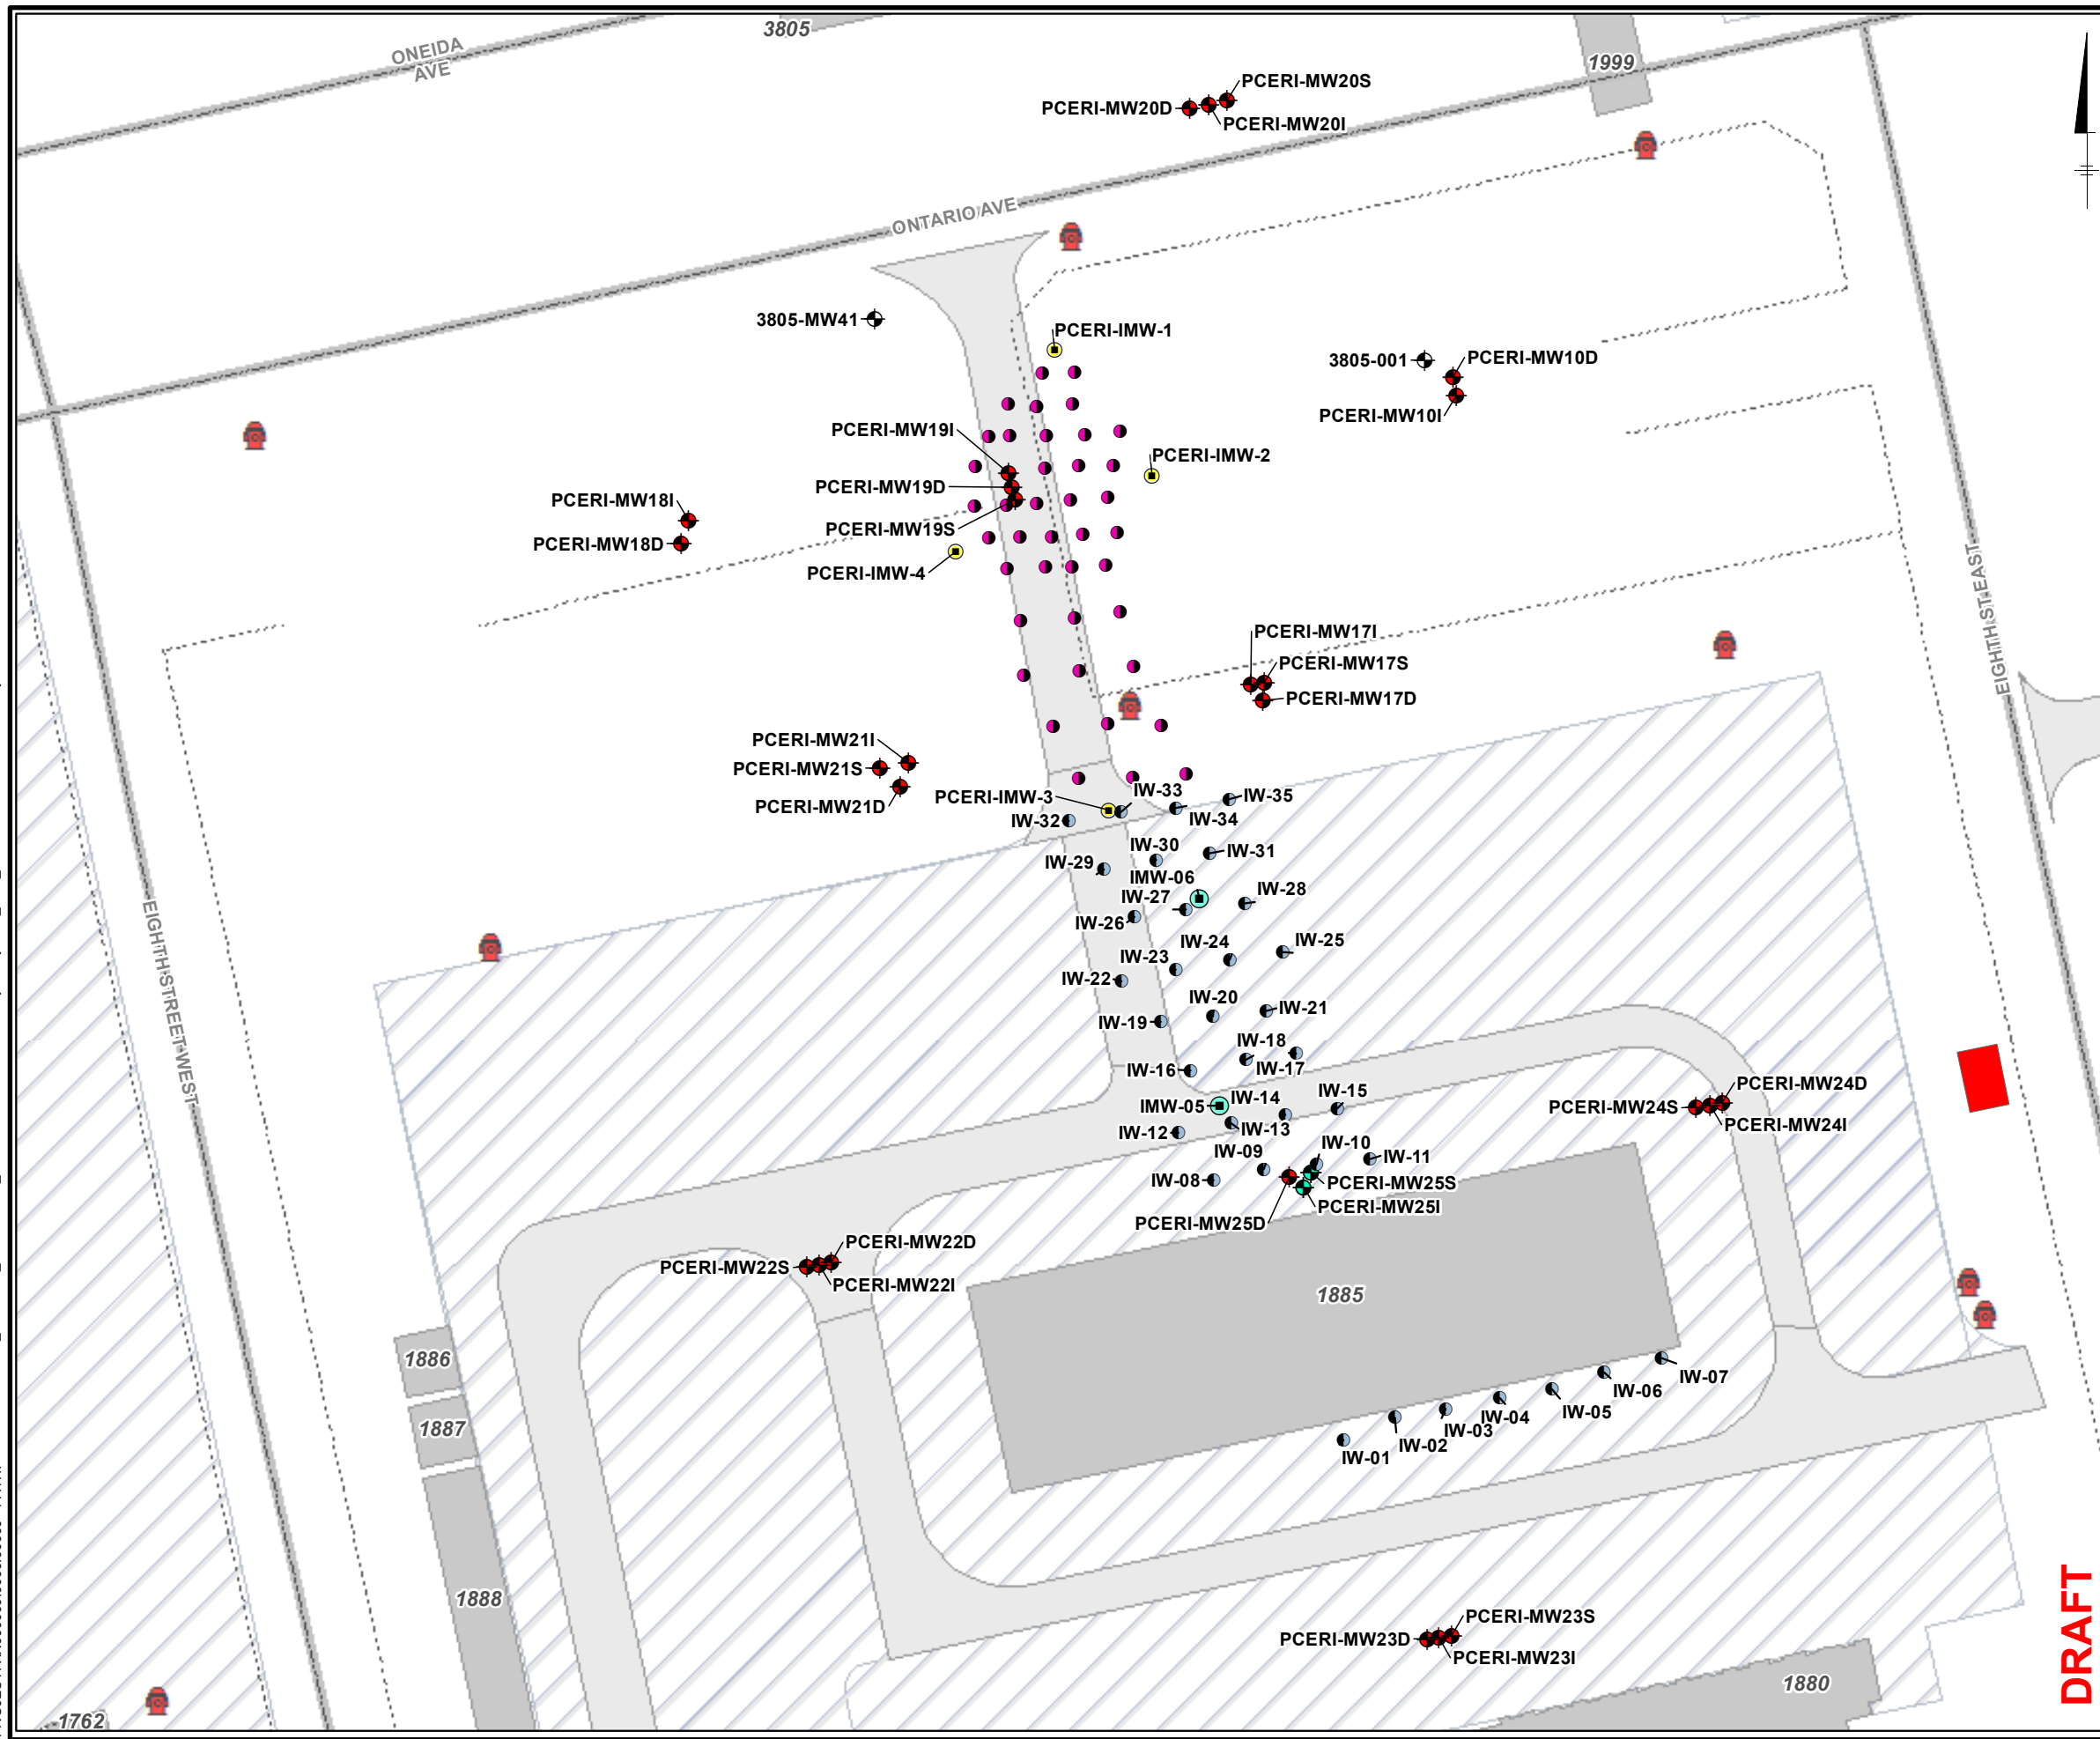 3805
ONEIDA
AVE
1999
PCERI-MW20S
PCERI-MW20D
PCERI-MW20I
ONTARIO AVE
3805-MW41
PCERI-IMW-1
3805-001
PCERI-MW10D
PCERI-MW10I
PCERI-MW19I
PCERI-IMW-2
PCERI-MW19D
PCERI-MW18I
PCERI-MW19S
PCERI-MW18D
PCERI-IMW-4
EIGHTH ST EAST
PCERI-MW17I
PCERI-MW17S
PCERI-MW17D
PCERI-MW21I
PCERI-MW21S
PCERI-MW21D
PCERI-IMW-3
IW-33
IW-35
IW-32
IW-34
IW-30
IW-31
IW-29
IMW-06
IW-27
IW-28
IW-26
EIGHTH STREET WEST
IW-24
IW-25
IW-23
IW-22
IW-20
IW-21
IW-19
IW-18
IW-17
IW-16
IW-15
IW-14
IMW-05
PCERI-MW24D
PCERI-MW24S
PCERI-MW24I
IW-13
IW-12
IW-10
IW-09
IW-11
IW-08
PCERI-MW25S
PCERI-MW25I
PCERI-MW25D
PCERI-MW22D
PCERI-MW22S
PCERI-MW22I
1885
1886
IW-07
IW-06
IW-05
IW-04
IW-03
IW-02
IW-01
1887
1888
PCERI-MW23S
PCERI-MW23D
PCERI-MW23I
1880
1762
DRAFT